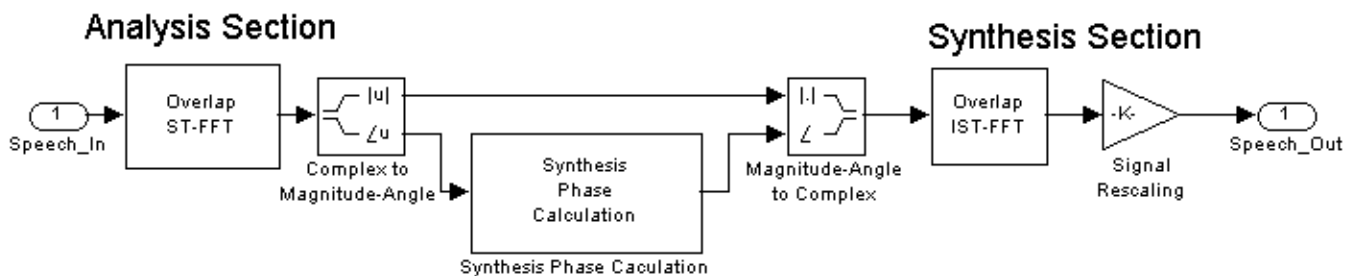 Analysis Section
Synthesis Section
1
Speech_In
Overlap
ST-FFT
|u|
∠u
Complex to
Magnitude-Angle
Synthesis
Phase
Calculation
Synthesis Phase Caculation
|.|
∠
Magnitude-Angle
to Complex
Overlap
IST-FFT
-K-
Signal
Rescaling
1
Speech_Out